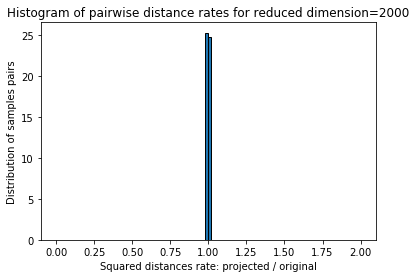 Histogram of pairwise distance rates for reduced dimension=2000
Distribution of samples pairs
25
20
15
10
5
0
0.00 0.25 0.50 0.75 1.00 1.25 1.50 1.75 2.00
Squared distances rate: projected / original